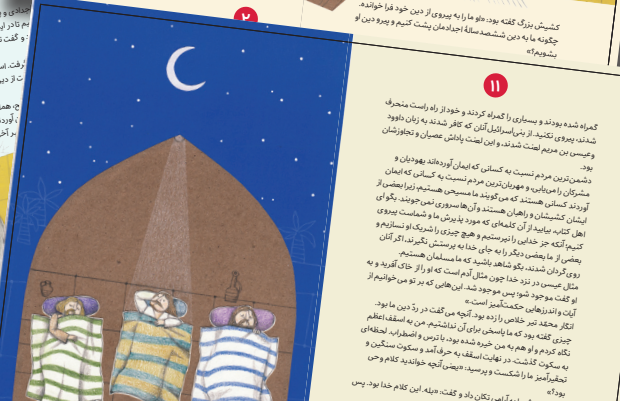 کشیش بزرگ گفته بود: «او ما را به پیروی از دین خود فرا خوانده.
چگونه ما به دین ششصدسالهٔ اجدادمان پشت کنیم و پیرو دین او
بشویم؟»
۲
۱۱
گمراه شده بودند و بسیاری را گمراه کردند و خود از راه راست منحرف
شدند، پیروی نکنید. از بنی‌اسرائیل آنان که کافر شدند به زبان داوود
و عیسی بن مریم لعنت شدند، و این لعنت پاداش عصیان و تجاوزشان
بود.
دشمن‌ترین مردم نسبت به کسانی که ایمان آورده‌اند یهودیان و
مشرکان را می‌یابی، و مهربان‌ترین مردم نسبت به کسانی که ایمان
آوردند کسانی هستند که می‌گویند ما مسیحی هستیم، زیرا بعضی از
ایشان کشیشان و راهبان هستند و آن‌ها سروری نمی‌جویند. بگو ای
اهل کتاب، بیایید از آن کلمه‌ای که مورد پذیرش ما و شماست پیروی
کنیم؛ آنکه جز خدایی را نپرستیم و هیچ چیزی را شریک او نسازیم و
بعضی از ما بعضی دیگر را به جای خدا به پرستش نگیرند. اگر آنان
روی‌گردان شدند، بگو شاهد باشید که ما مسلمان هستیم.
مثال عیسی در نزد خدا چون مثال آدم است که او را از خاک آفرید و به
او گفت موجود شو؛ پس موجود شد. این‌هایی که بر تو می خوانیم از
آیات و اندرزهایی حکمت‌آمیز است.»
انگار محمد تیر خلاص را زده بود. آنچه می‌گفت در ردّ دین ما بود.
چیزی گفته بود که ما پاسخی برای آن نداشتیم. من به اسقف اعظم
نگاه کردم و او هم به من خیره شده بود، با ترس و اضطراب. لحظه‌ای
به سکوت گذشت. در نهایت اسقف به حرف آمد و سکوت سنگین و
تحقیرآمیز ما را شکست و پرسید: «یعنی آنچه خواندید کلام وحی
بود؟»
تکان داد و گفت: «بله. این کلام خدا بود. پس